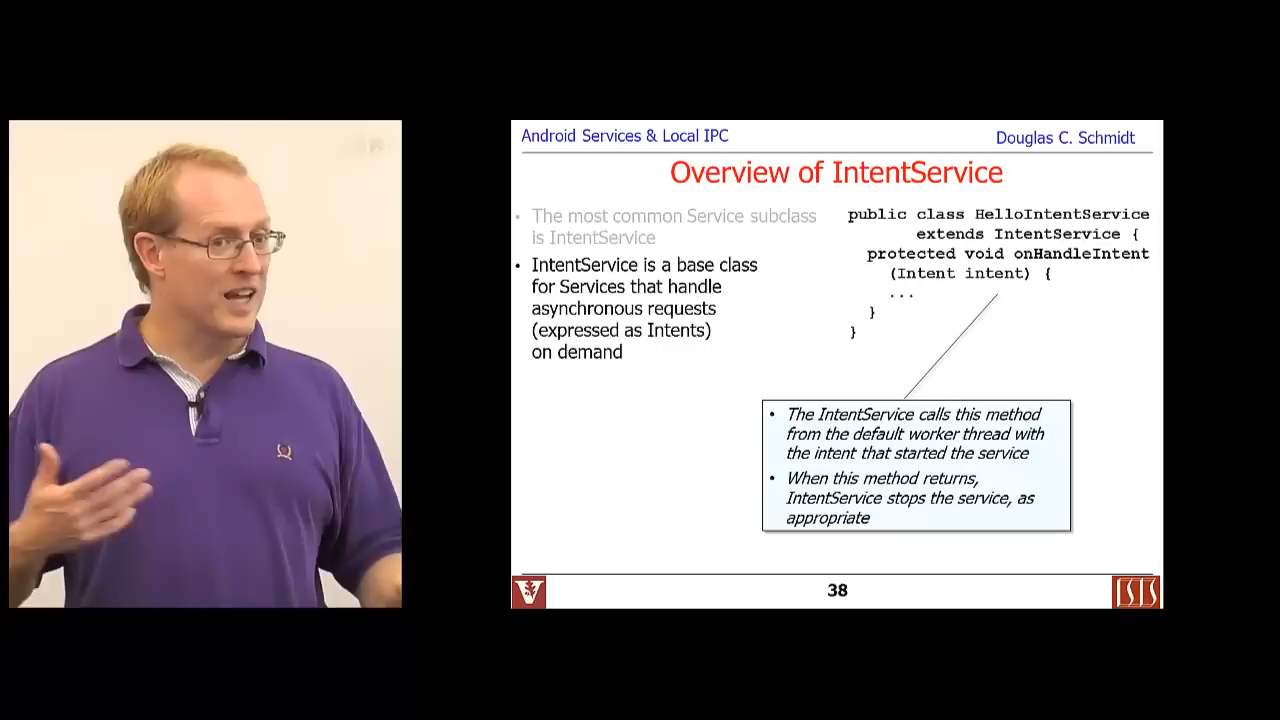 Android Services & Local IPC
Douglas C. Schmidt
Overview of IntentService
• The most common Service subclass
is IntentService
• IntentService is a base class
for Services that handle
asynchronous requests
(expressed as Intents)
on demand
public class HelloIntentService
extends IntentService {
protected void onHandleIntent
(Intent intent) {
...
}
}
• The IntentService calls this method
from the default worker thread with
the intent that started the service
• When this method returns,
IntentService stops the service, as
appropriate
V
38
ISIS